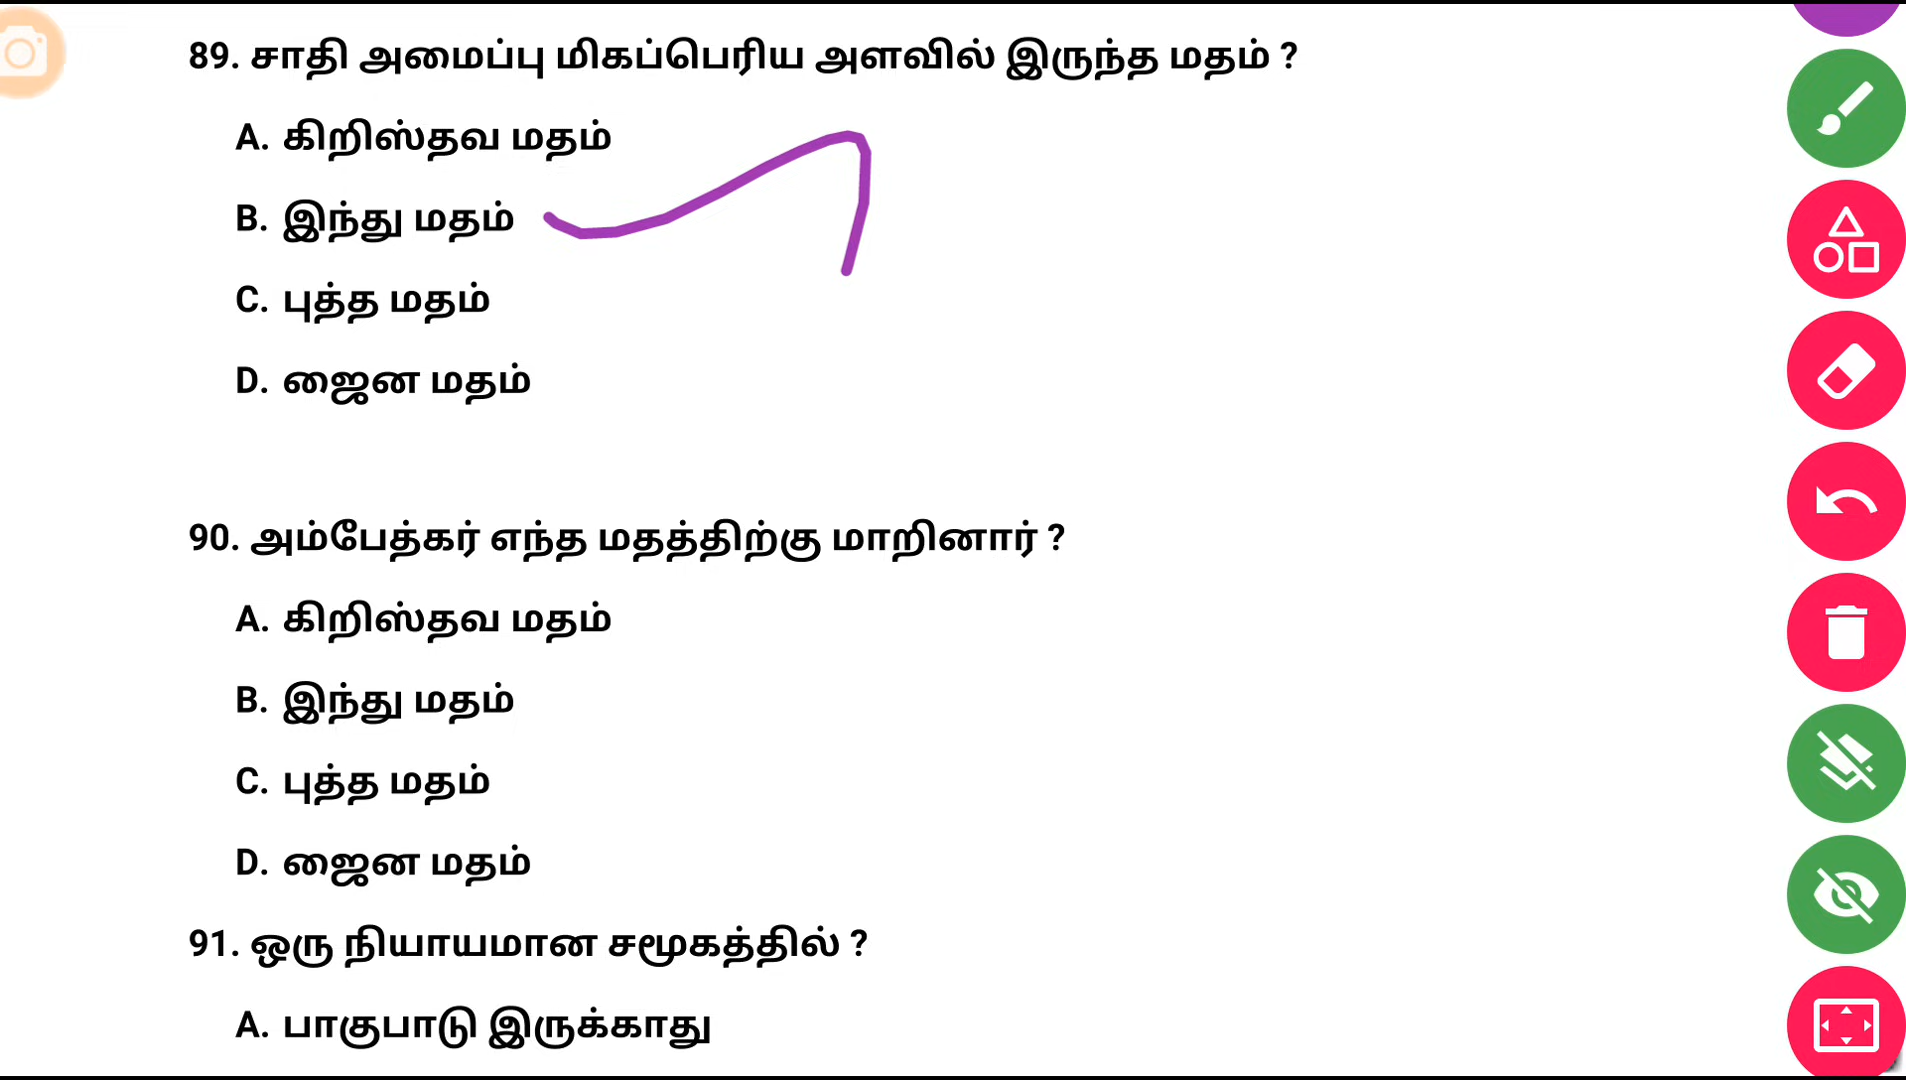 89. சாதி அமைப்பு மிகப்பெரிய அளவில் இருந்த மதம் ?
A. கிறிஸ்தவ மதம்
B. இந்து மதம்
C. புத்த மதம்
D. ஜைன மதம்
90. அம்பேத்கர் எந்த மதத்திற்கு மாறினார் ?
A. கிறிஸ்தவ மதம்
B. இந்து மதம்
C. புத்த மதம்
D. ஜைன மதம்
91. ஒரு நியாயமான சமூகத்தில் ?
A. பாகுபாடு இருக்காது